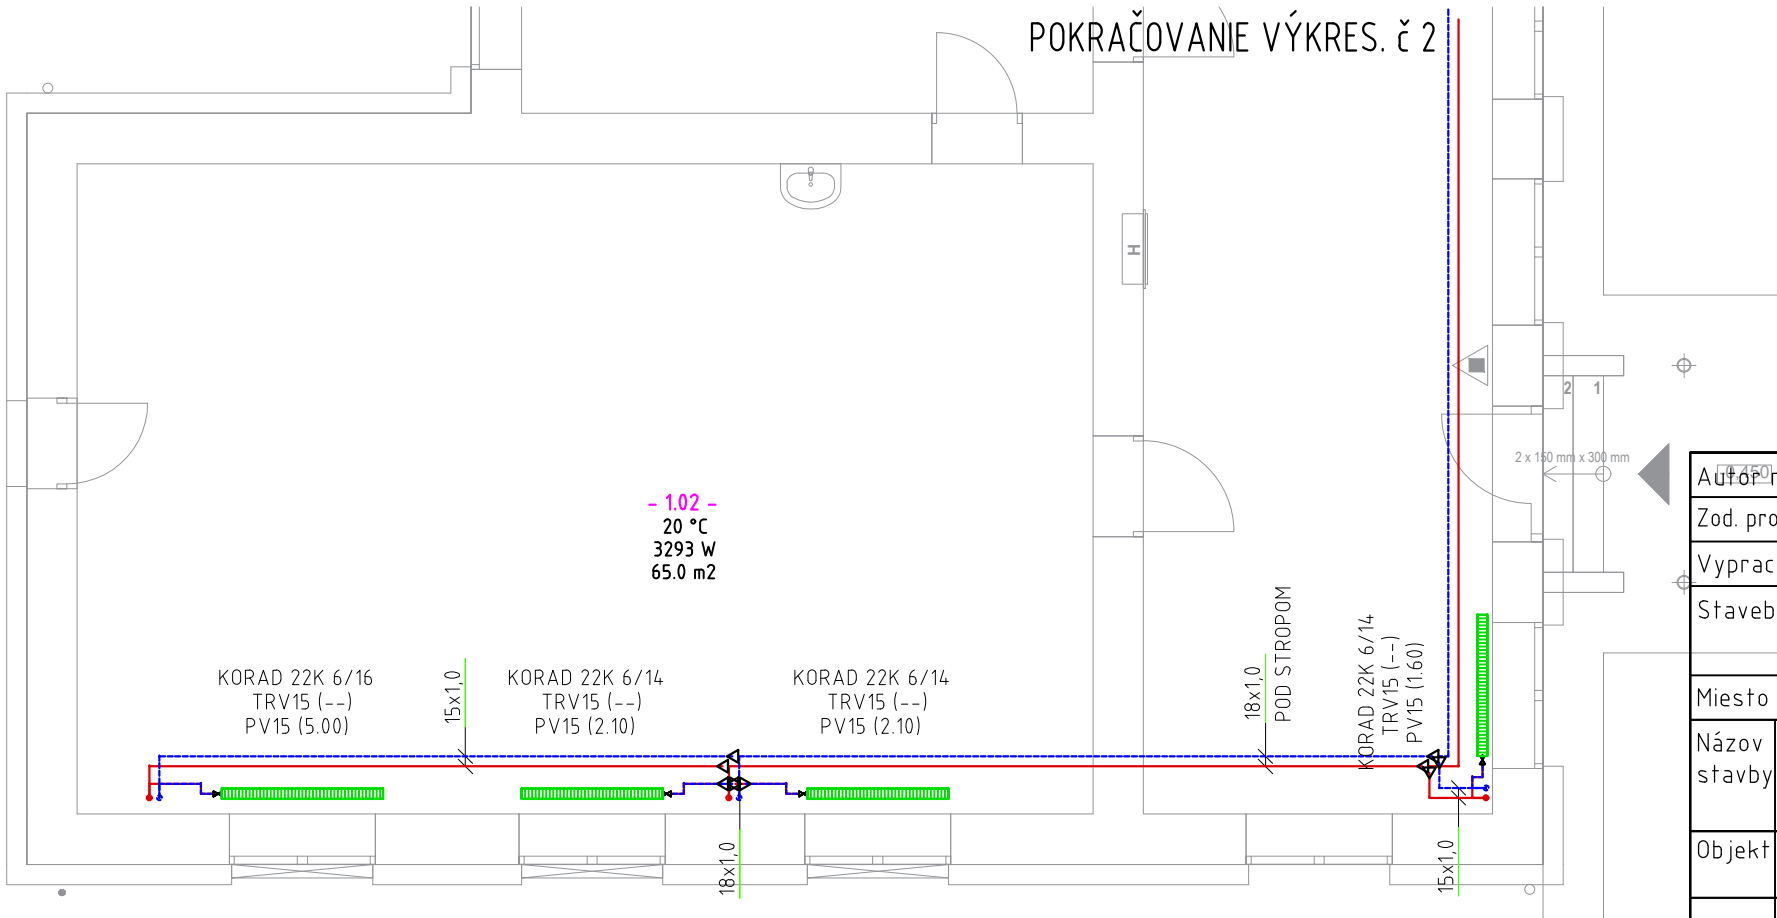 POKRAČOVANIE VÝKRES. č 2
H
2 1
2 x 150 mm x 300 mm
- 1.02 -
20 °C
3293 W
65.0 m2
KORAD 22K 6/16
TRV15 (--)
PV15 (5.00)
15x1,0
KORAD 22K 6/14
TRV15 (--)
PV15 (2.10)
KORAD 22K 6/14
TRV15 (--)
PV15 (2.10)
18x1,0
POD STROPOM
KORAD 22K 6/14
TRV15 (--)
PV15 (1.60)
18x1,0
15x1,0
Autor
Zod. pro
Vyprac
Staveb
Miesto
Názov
stavby
Objekt